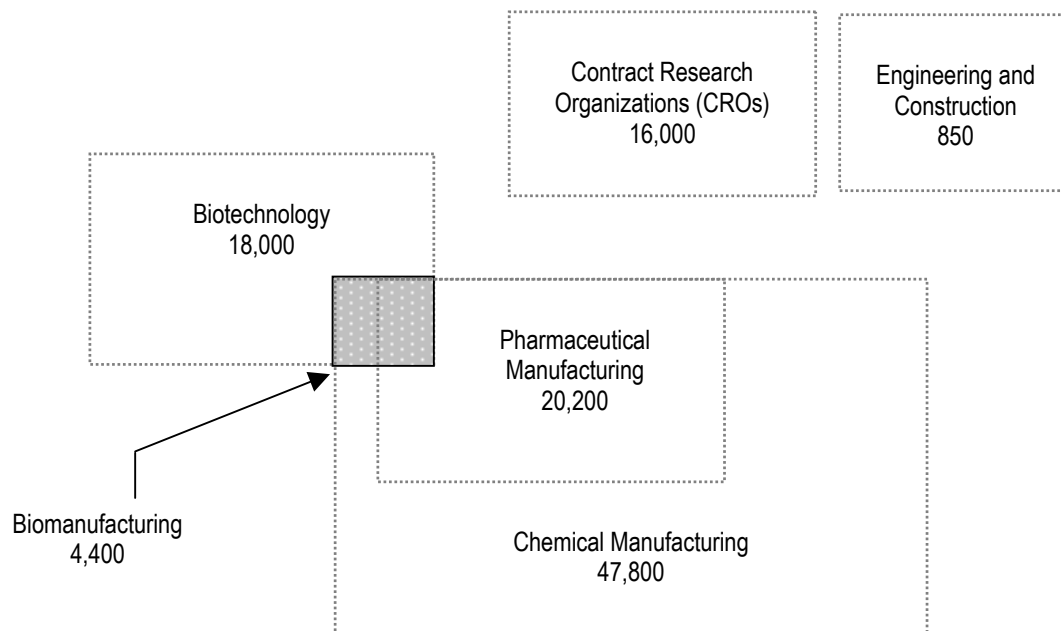 Contract Research
Organizations (CROs)
16,000
Engineering and
Construction
850
Biotechnology
18,000
Pharmaceutical
Manufacturing
20,200
Biomanufacturing
4,400
Chemical Manufacturing
47,800